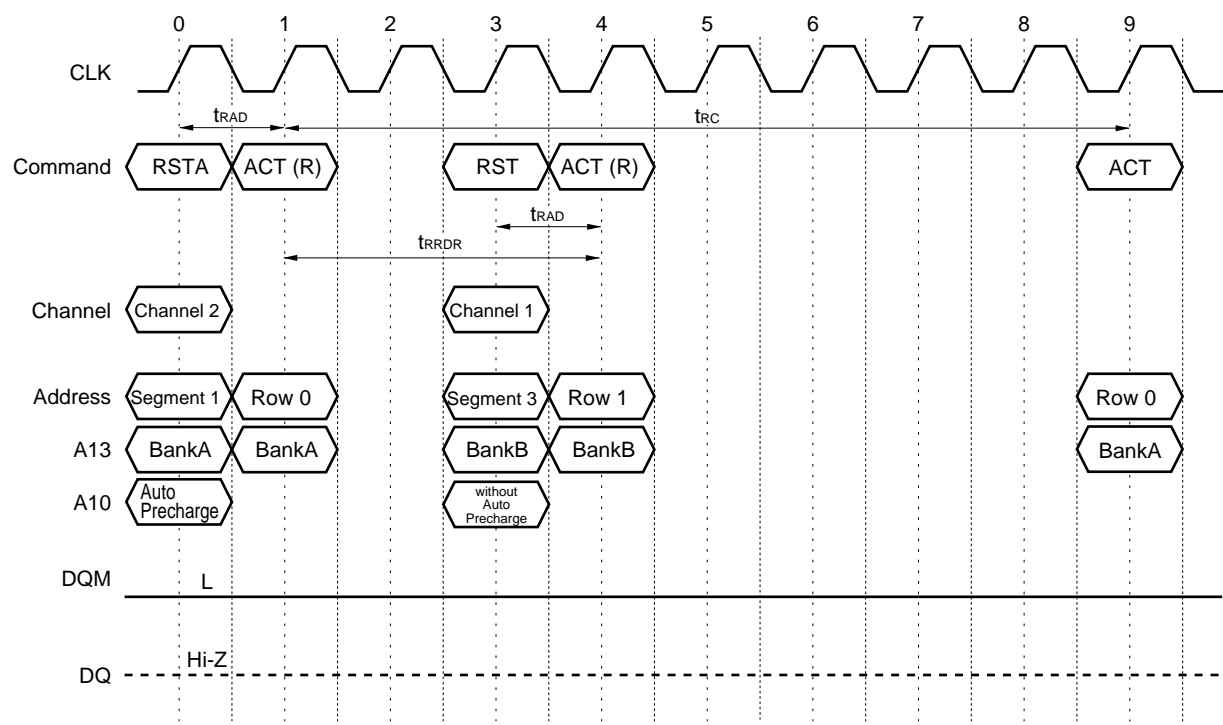 0 1 2 3 4 5 6 7 8 9
CLK
tRAD tRC
Command RSTA ACT (R) RST ACT (R) ACT
tRAD
tRRDR
Channel Channel 2 Channel 1
Address Segment 1 Row 0 Segment 3 Row 1 Row 0
A13 BankA BankA BankB BankB BankA
A10 Auto Precharge without Auto Precharge
DQM L
Hi-Z
DQ